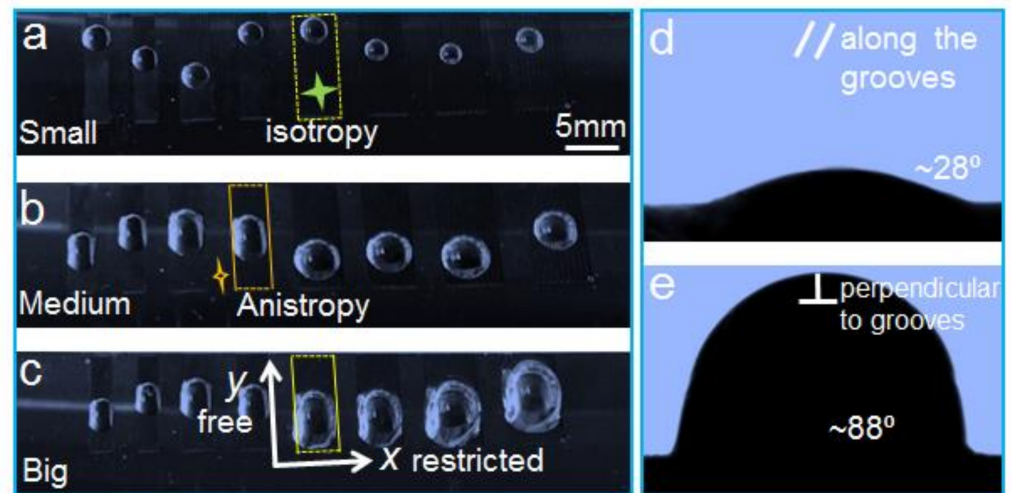 a
Small
isotropy
5mm
b
Medium
Anistropy
c
y
free
x restricted
Big
d
// along the
grooves
~28º
e
⊥ perpendicular
to grooves
~88º